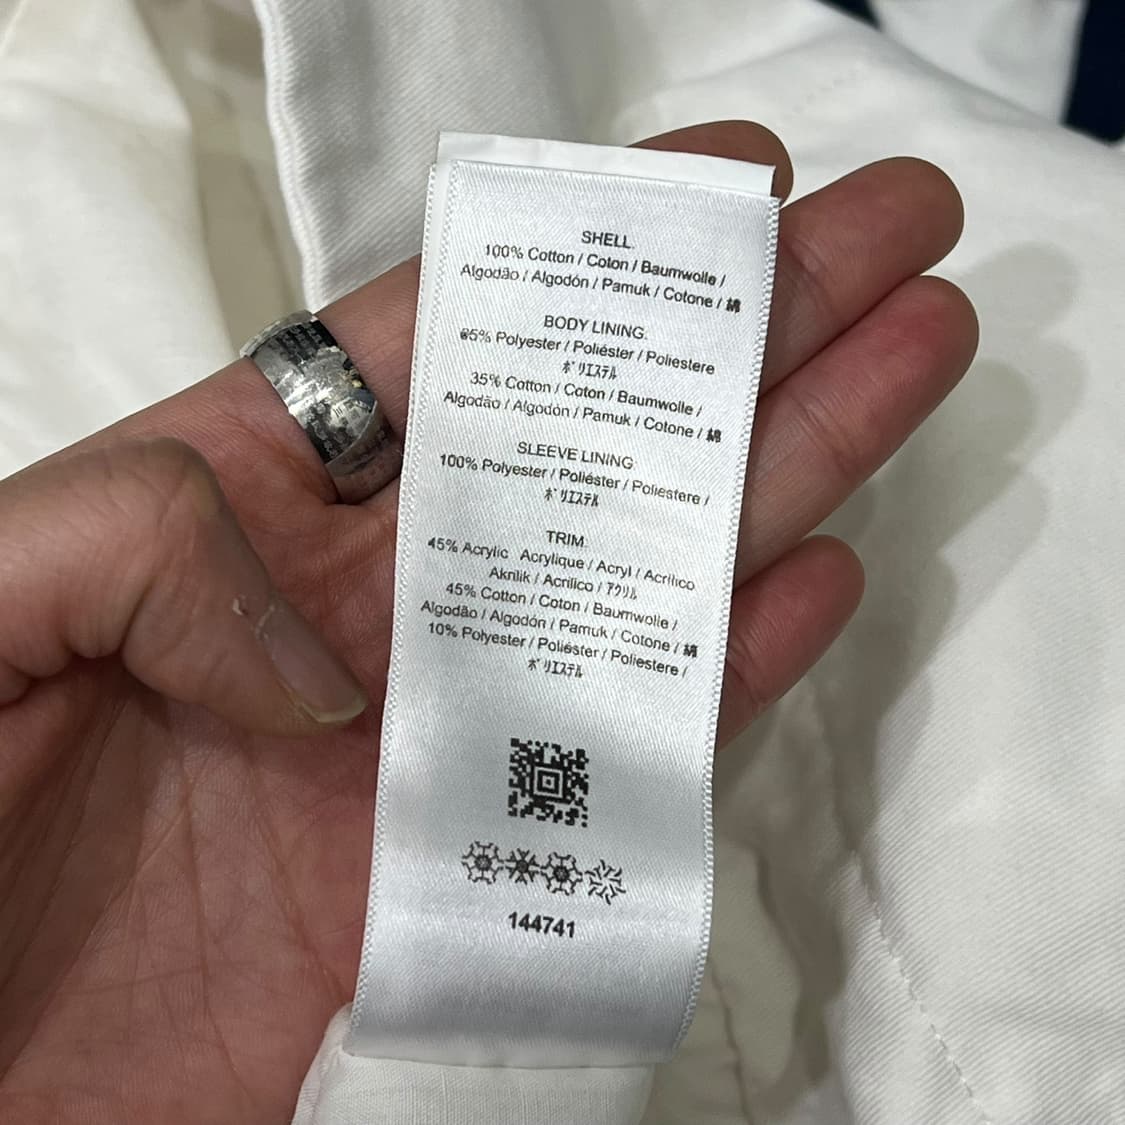 SHELL.
100% Cotton / Coton / Baumwolle /
Algodão / Algodón / Pamuk / Cotone / 綿
BODY LINING.
65% Polyester / Poliéster / Poliestere
ポリエステル
35% Cotton / Coton / Baumwolle /
Algodão / Algodón / Pamuk / Cotone / 綿
SLEEVE LINING
100% Polyester / Poliéster / Poliestere /
ポリエステル
TRIM
45% Acrylic Acrylique / Acryl / Acrílico
Akrilik / Acrilico / アクリル
45% Cotton / Coton / Baumwolle /
Algodão / Algodón / Pamuk / Cotone / 綿
10% Polyester / Poliéster / Poliestere /
ポリエステル
144741